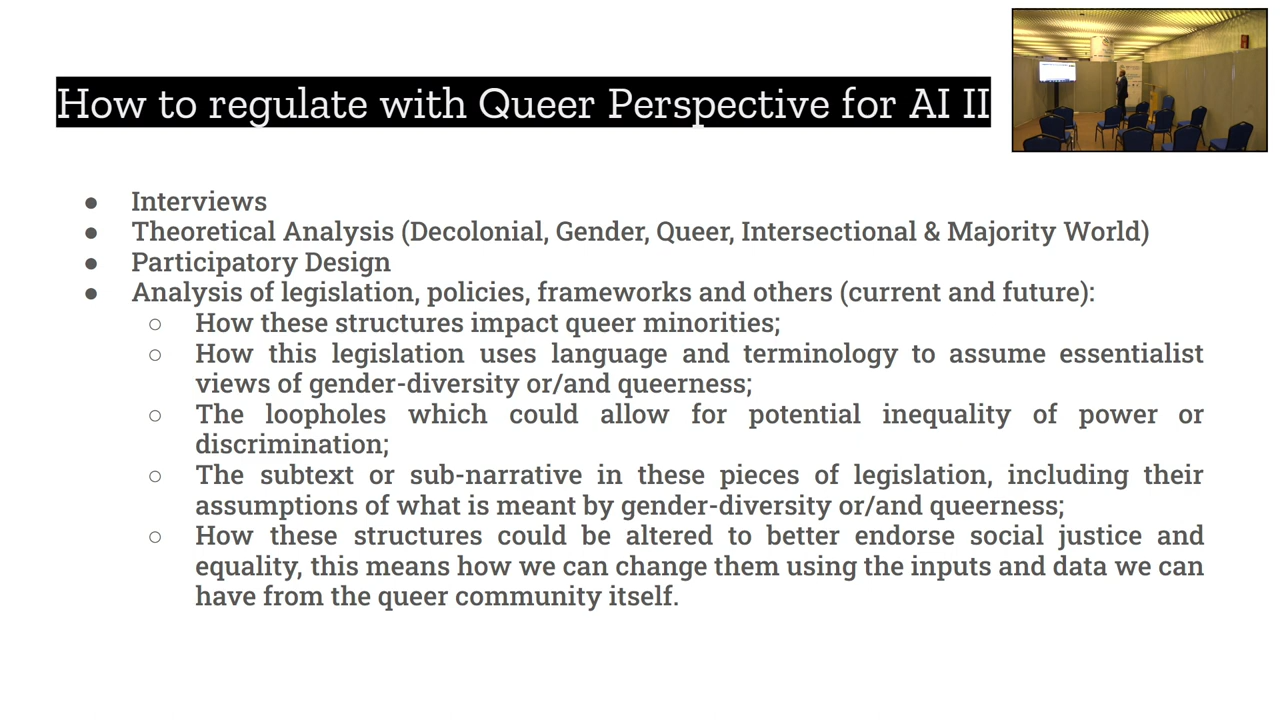 How to regulate with Queer Perspective for AI II
● Interviews
● Theoretical Analysis (Decolonial, Gender, Queer, Intersectional & Majority World)
● Participatory Design
● Analysis of legislation, policies, frameworks and others (current and future):
○ How these structures impact queer minorities;
○ How this legislation uses language and terminology to assume essentialist
views of gender-diversity or/and queerness;
○ The loopholes which could allow for potential inequality of power or
discrimination;
○ The subtext or sub-narrative in these pieces of legislation, including their
assumptions of what is meant by gender-diversity or/and queerness;
○ How these structures could be altered to better endorse social justice and
equality, this means how we can change them using the inputs and data we can
have from the queer community itself.